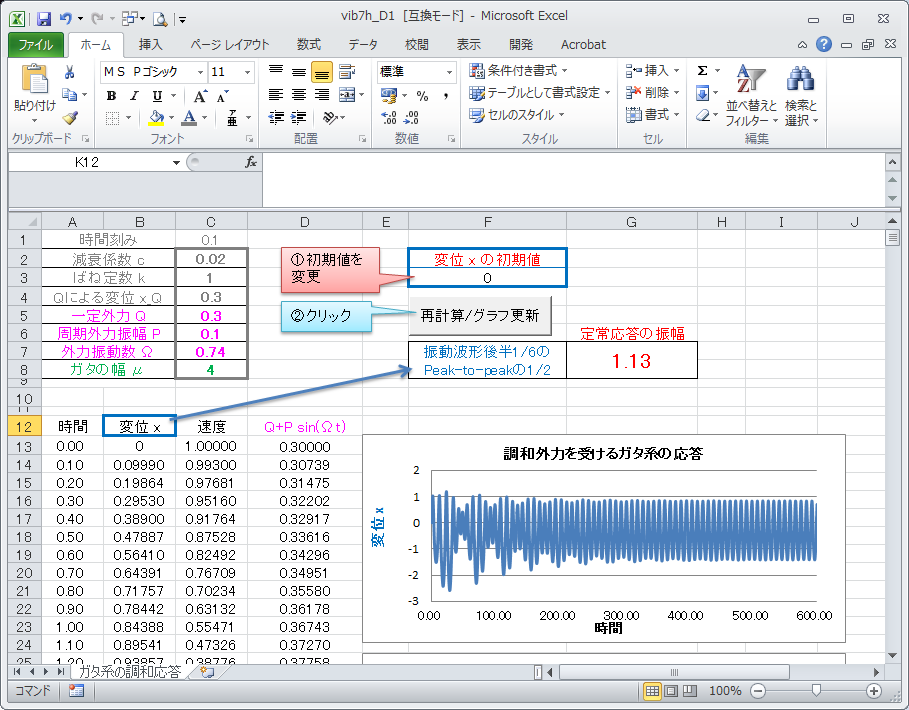 vib7h_D1 [互換モード] - Microsoft Excel
ファイル ホーム 挿入 ページ レイアウト 数式 データ 校閲 表示 開発 Acrobat
貼り付け
クリップボード
ＭＳ Ｐゴシック 11
B I U
フォント
配置
標準
% ,
数値
条件付き書式
テーブルとして書式設定
セルのスタイル
スタイル
挿入
削除
書式
セル
Σ
並べ替えと
フィルター
検索と
選択
編集
K12 fx
A B C D E F G H I J
1 時間刻み 0.1
2 減衰係数 c 0.02
3 ばね定数 k 1
4 Qによる変位 x_Q 0.3
5 一定外力 Q 0.3
6 周期外力振幅 P 0.1
7 外力振動数 Ω 0.74
8 ガタの幅 μ 4
9
10
11
①初期値を
変更
変位 x の初期値
0
②クリック
再計算/グラフ更新
定常応答の振幅
振動波形後半1/6の
Peak-to-peakの1/2
1.13
12 時間 変位 x 速度 Q+P sin(Ωt)
13 0.00 0 1.00000 0.30000
14 0.10 0.09990 0.99300 0.30739
15 0.20 0.19864 0.97681 0.31475
16 0.30 0.29530 0.95160 0.32202
17 0.40 0.38900 0.91764 0.32917
18 0.50 0.47887 0.87528 0.33616
19 0.60 0.56410 0.82492 0.34296
20 0.70 0.64391 0.76709 0.34951
21 0.80 0.71757 0.70234 0.35580
22 0.90 0.78442 0.63132 0.36178
23 1.00 0.84388 0.55471 0.36743
24 1.10 0.89541 0.47326 0.37270
25 1.20 0.93857 0.38776 0.37758
調和外力を受けるガタ系の応答
変位 x
2
1
0
-1
-2
-3
0.00 100.00 200.00 300.00 400.00 500.00 600.00
時間
ガタ系の調和応答
コマンド 100%